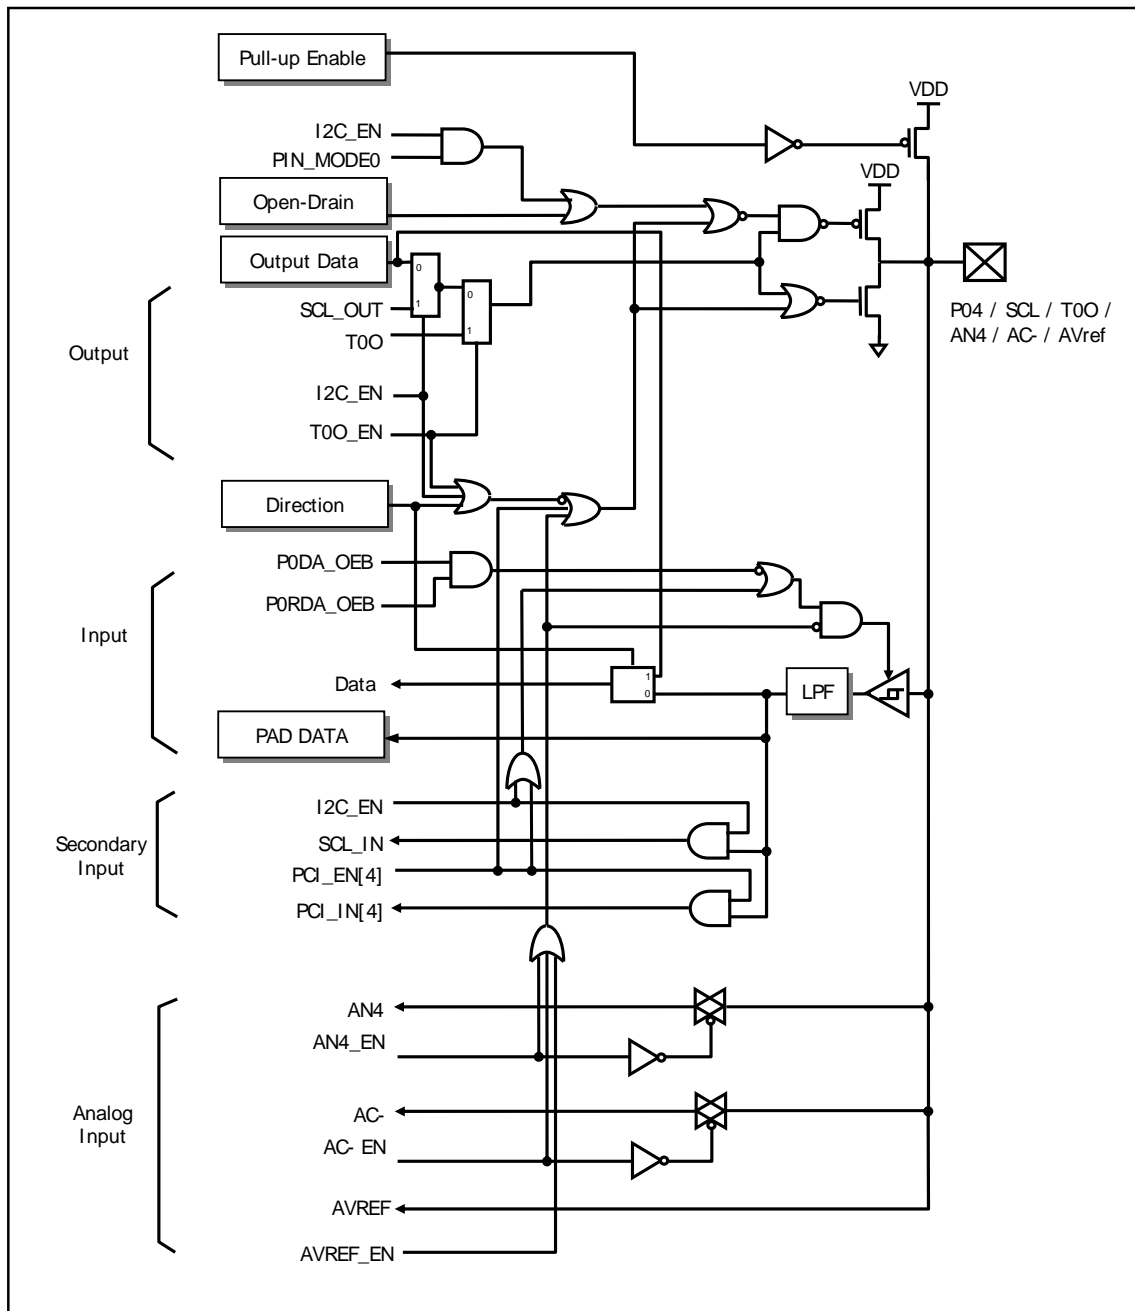 Pull-up Enable
VDD
I2C_EN
PIN_MODE0
VDD
Open-Drain
Output Data
0
1
SCL_OUT
0
1
T0O
P04 / SCL / T0O /
AN4 / AC- / AVref
Output
I2C_EN
T0O_EN
Direction
P0DA_OEB
P0RDA_OEB
Input
Data
1
0
LPF
PAD DATA
I2C_EN
Secondary
Input
SCL_IN
PCI_EN[4]
PCI_IN[4]
AN4
AN4_EN
Analog
Input
AC-
AC- EN
AVREF
AVREF_EN